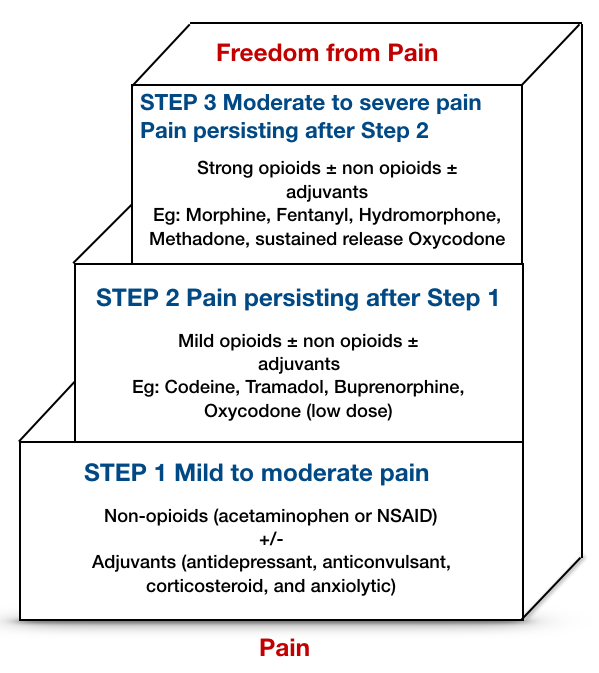 Freedom from Pain
STEP 3 Moderate to severe pain
Pain persisting after Step 2
Strong opioids ± non opioids ±
adjuvants
Eg: Morphine, Fentanyl, Hydromorphone,
Methadone, sustained release Oxycodone
STEP 2 Pain persisting after Step 1
Mild opioids ± non opioids ±
adjuvants
Eg: Codeine, Tramadol, Buprenorphine,
Oxycodone (low dose)
STEP 1 Mild to moderate pain
Non-opioids (acetaminophen or NSAID)
+/-
Adjuvants (antidepressant, anticonvulsant,
corticosteroid, and anxiolytic)
Pain